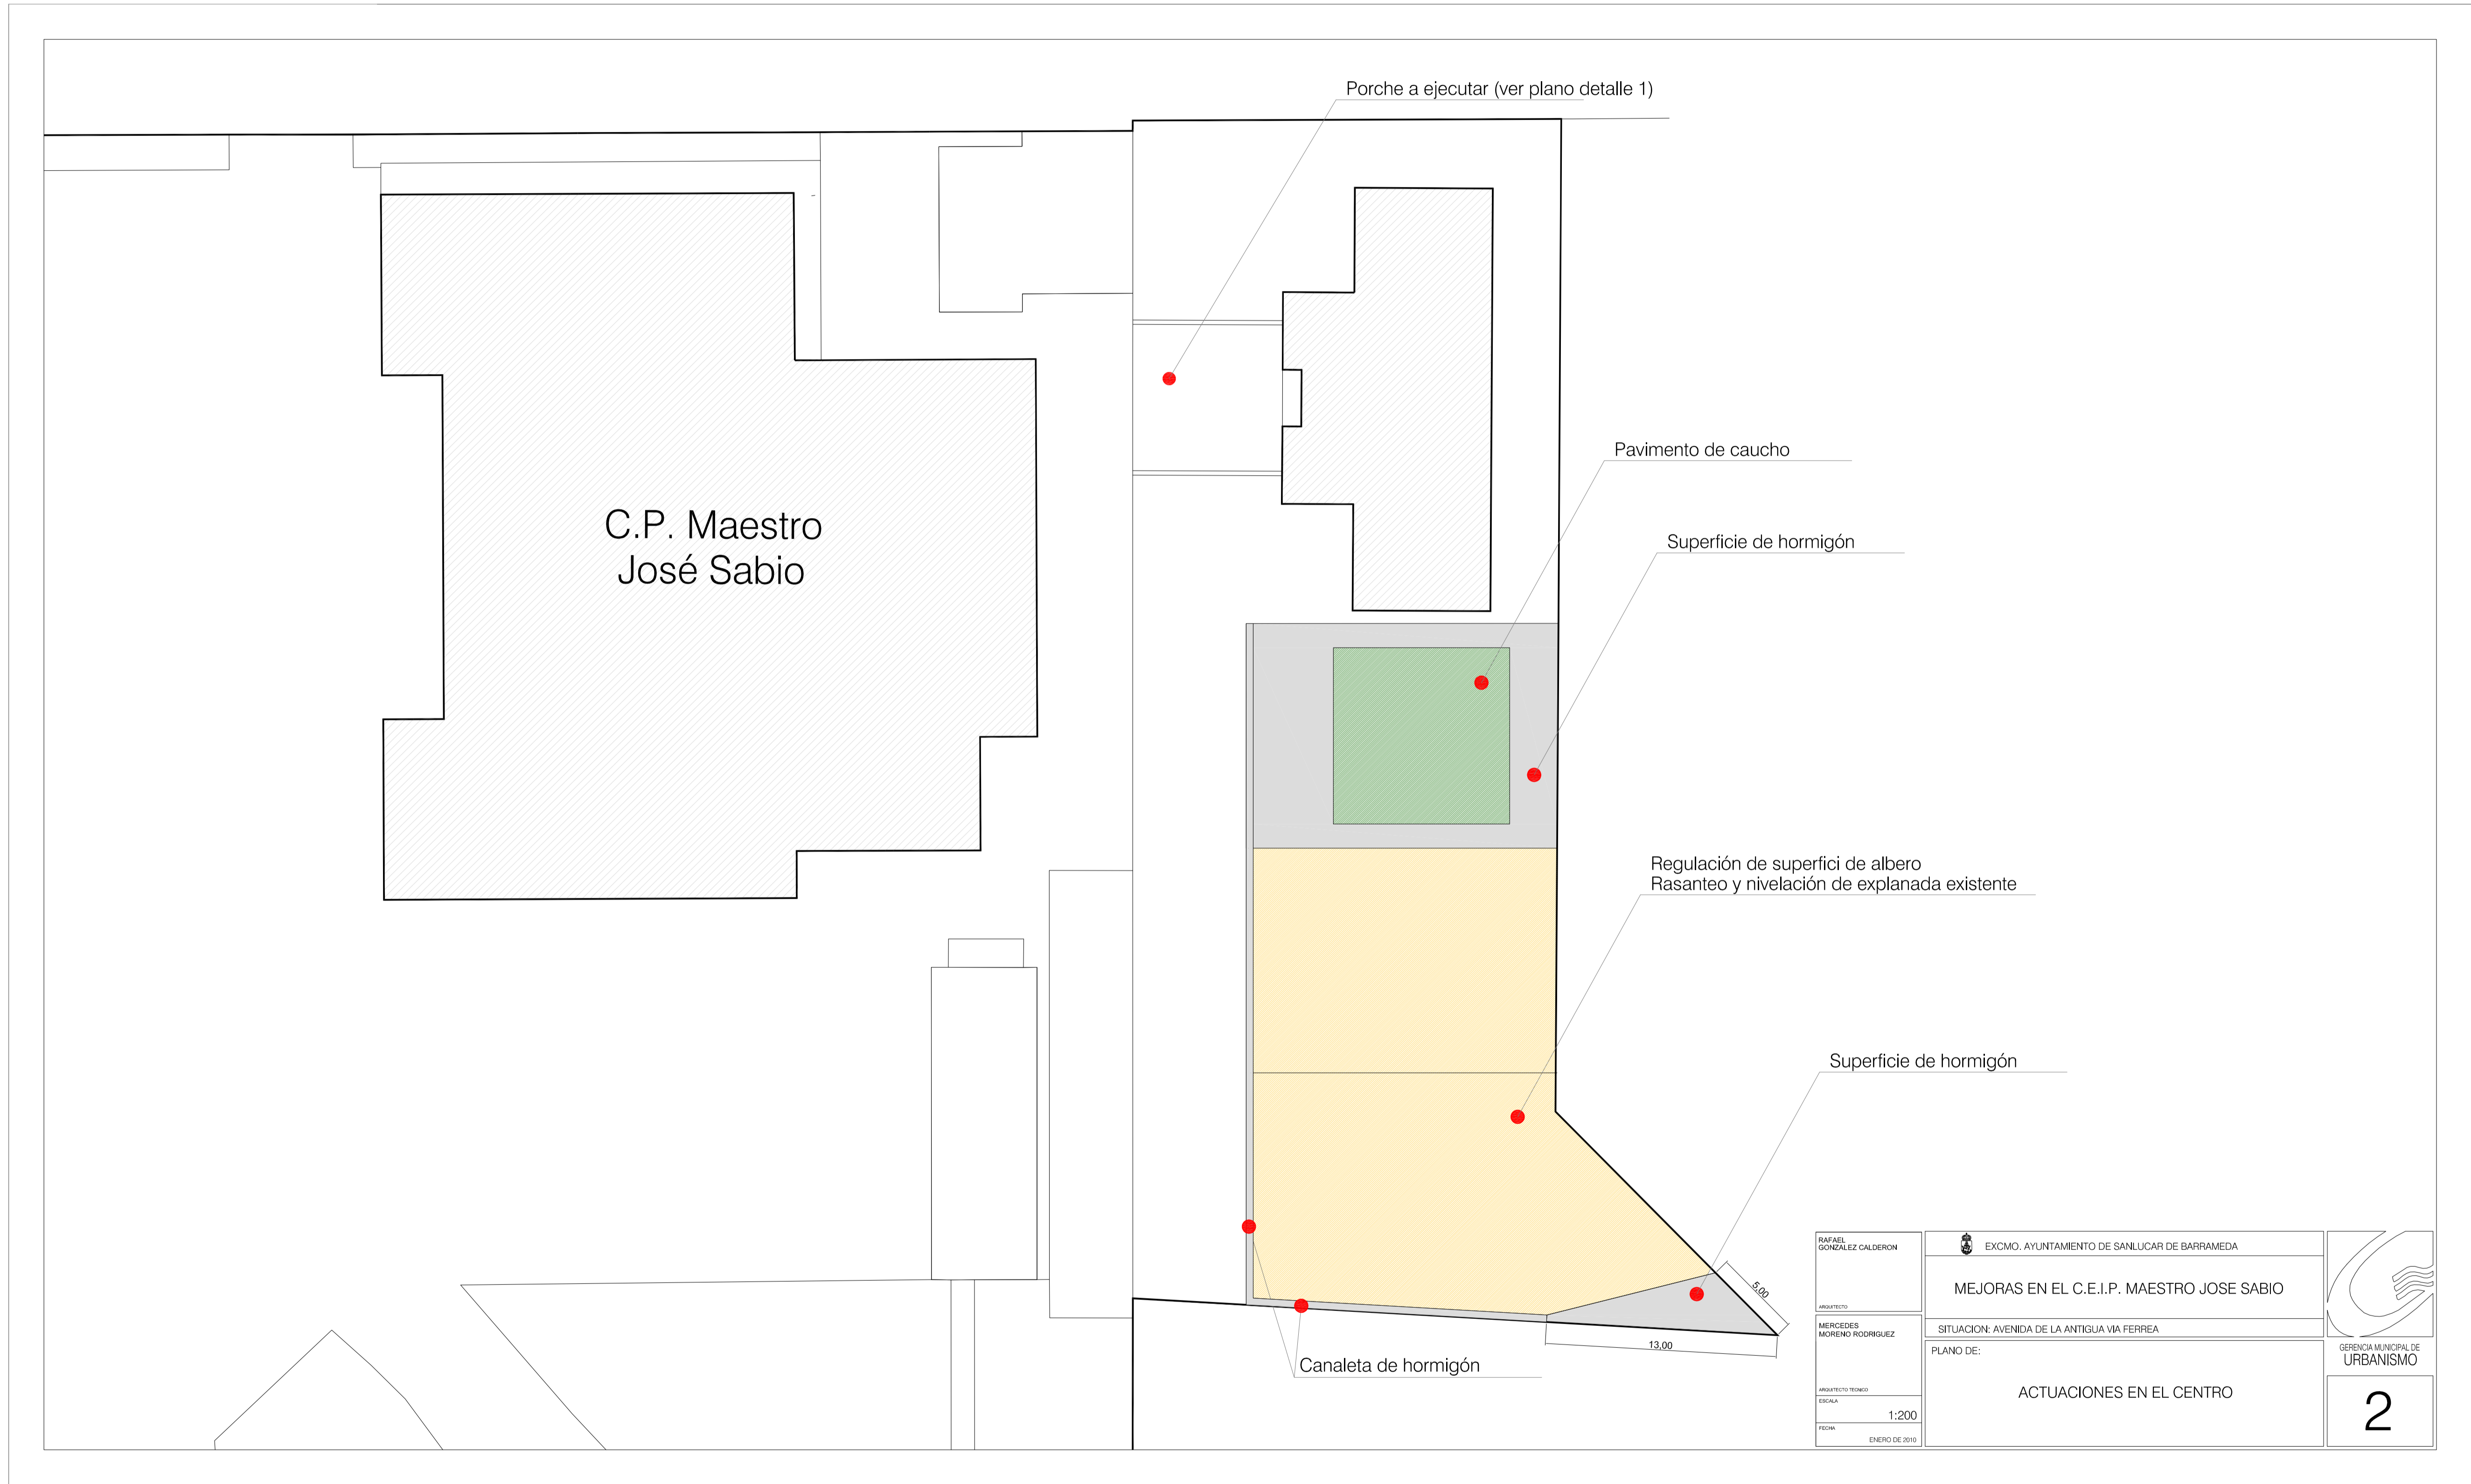 Porche a ejecutar (ver plano detalle 1)
Pavimento de caucho
C.P. Maestro
José Sabio
Superficie de hormigón
Regulación de superfici de albero
Rasanteo y nivelación de explanada existente
Superficie de hormigón
5,00
13,00
Canaleta de hormigón
RAFAEL
GONZALEZ CALDERON
ARQUITECTO
MERCEDES
MORENO RODRIGUEZ
ARQUITECTO TECNICO
ESCALA
1:200
FECHA
ENERO DE 2010
EXCMO. AYUNTAMIENTO DE SANLUCAR DE BARRAMEDA
MEJORAS EN EL C.E.I.P. MAESTRO JOSE SABIO
SITUACION: AVENIDA DE LA ANTIGUA VIA FERREA
PLANO DE:
ACTUACIONES EN EL CENTRO
GERENCIA MUNICIPAL DE
URBANISMO
2